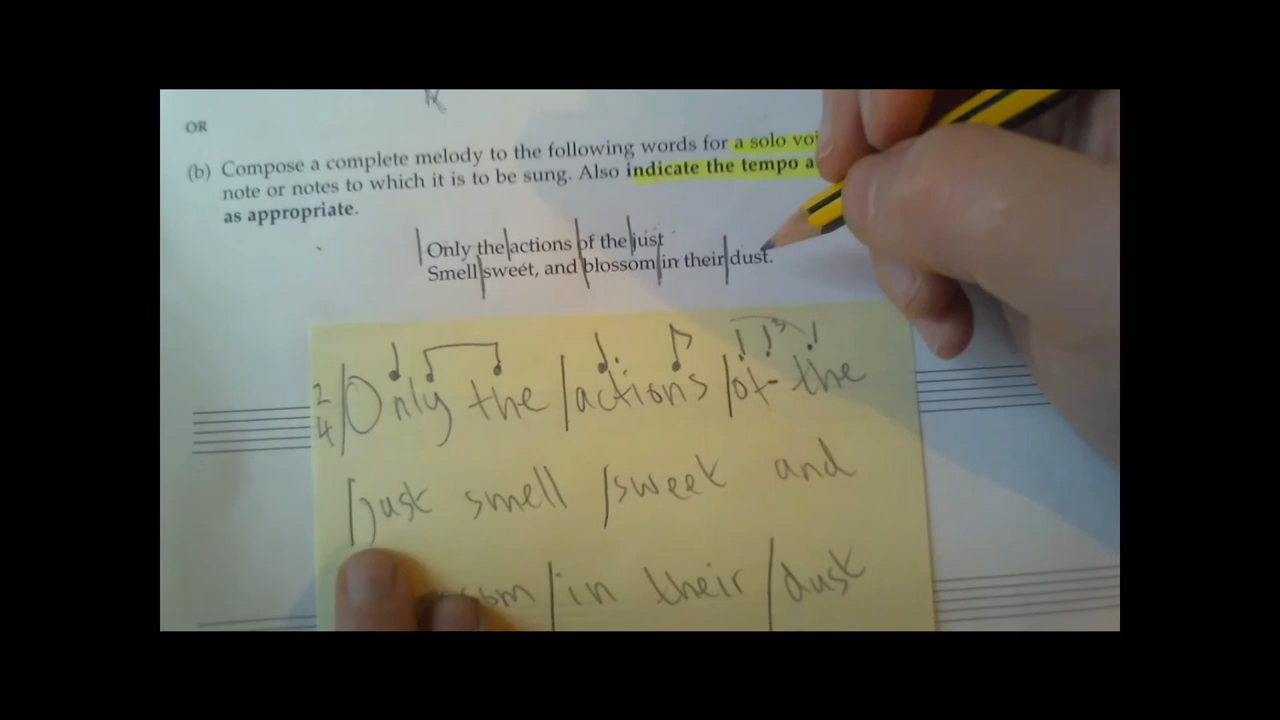 OR
(b) Compose a complete melody to the following words for a solo
note or notes to which it is to be sung. Also indicate the tempo
as appropriate.
Only the actions of the just
Smell sweet, and blossom in their dust.
2/4 Only the / actions / of the
/ Just smell / sweet and
/ in their / dust